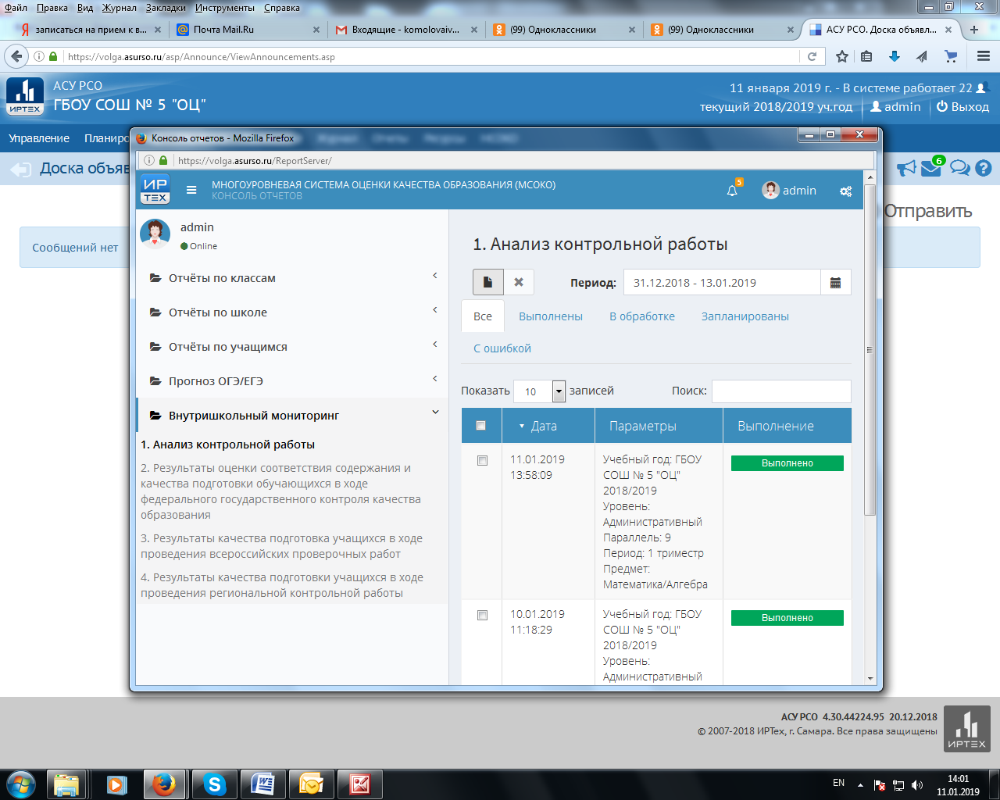 Файл Правка Вид Журнал Закладки Инструменты Справка
записаться на прием к в...
Почта Mail.Ru
Входящие - komolovaiv...
(99) Одноклассники
(99) Одноклассники
АСУ РСО. Доска объявл...
https://volga.asurso.ru/asp/Announce/ViewAnnouncements.asp
АСУ РСО
ГБОУ СОШ № 5 "ОЦ"
ИРТЕХ
11 января 2019 г. - В системе работает 22
текущий 2018/2019 уч.год admin Выход
Управление Планиро
Журнал Отчеты Ресурсы МСОКО
Доска объяв
6
Отправить
Сообщений нет
Консоль отчетов - Mozilla Firefox
https://volga.asurso.ru/ReportServer/
ИР
ТЕХ
МНОГОУРОВНЕВАЯ СИСТЕМА ОЦЕНКИ КАЧЕСТВА ОБРАЗОВАНИЯ (МСОКО)
КОНСОЛЬ ОТЧЕТОВ
5
admin
admin
Online
Отчёты по классам
Отчёты по школе
Отчёты по учащимся
Прогноз ОГЭ/ЕГЭ
Внутришкольный мониторинг
1. Анализ контрольной работы
2. Результаты оценки соответствия содержания и
качества подготовки обучающихся в ходе
федерального государственного контроля качества
образования
3. Результаты качества подготовка учащихся в ходе
проведения всероссийских проверочных работ
4. Результаты качества подготовки учащихся в ходе
проведения региональной контрольной работы
1. Анализ контрольной работы
Период: 31.12.2018 - 13.01.2019
Все Выполнены В обработке Запланированы
С ошибкой
Показать 10 записей Поиск:
Дата Параметры Выполнение
11.01.2019
13:58:09
Учебный год: ГБОУ
СОШ № 5 "ОЦ"
2018/2019
Уровень:
Административный
Параллель: 9
Период: 1 триместр
Предмет:
Математика/Алгебра
Выполнено
10.01.2019
11:18:29
Учебный год: ГБОУ
СОШ № 5 "ОЦ"
2018/2019
Уровень:
Административный
Выполнено
АСУ РСО 4.30.44224.95 20.12.2018
© 2007-2018 ИРТех, г. Самара. Все права защищены
ИРТЕХ
EN
14:01
11.01.2019